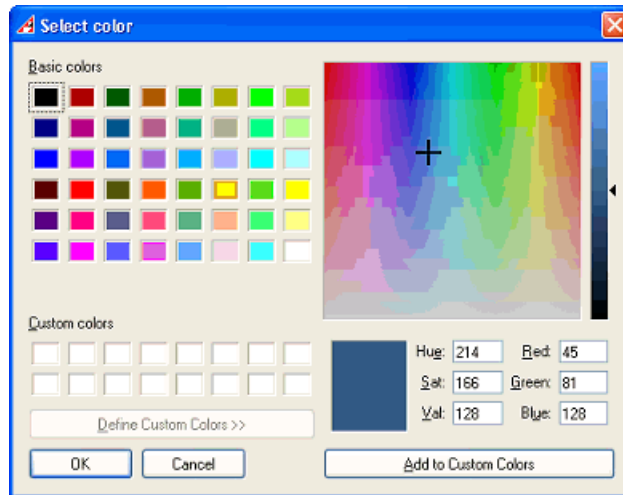 Select color
Basic colors
Custom colors
Define Custom Colors >>
OK Cancel
Hue: 214 Red: 45
Sat: 166 Green: 81
Val: 128 Blue: 128
Add to Custom Colors